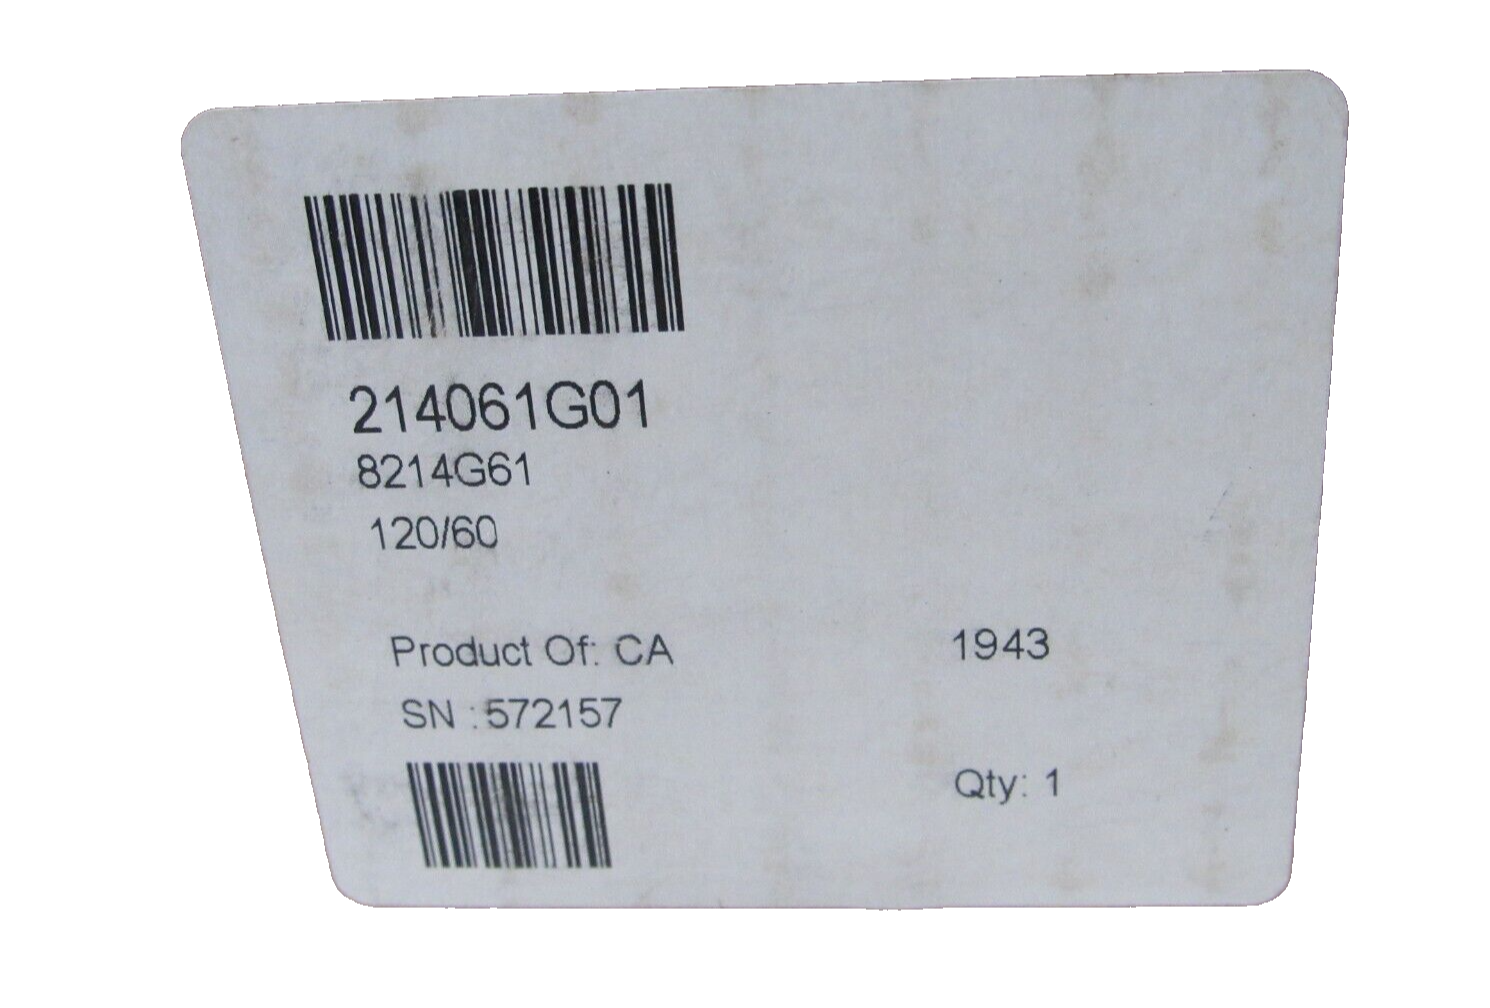 214061G01
8214G61
120/60
Product Of: CA
1943
SN : 572157
Qty: 1